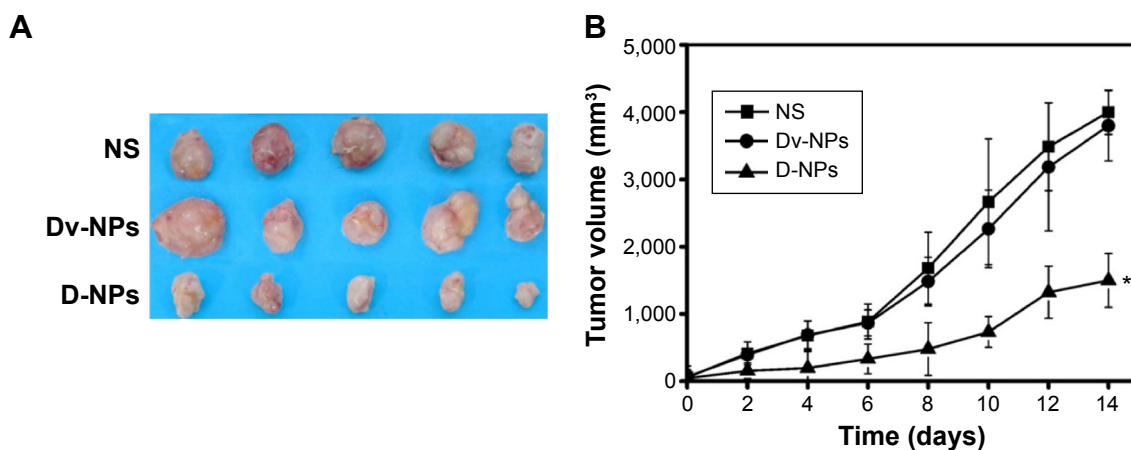 A
NS
Dv-NPs
D-NPs
B
Tumor volume (mm³)
5,000
4,000
3,000
2,000
1,000
0
NS
Dv-NPs
D-NPs
*
0 2 4 6 8 10 12 14
Time (days)